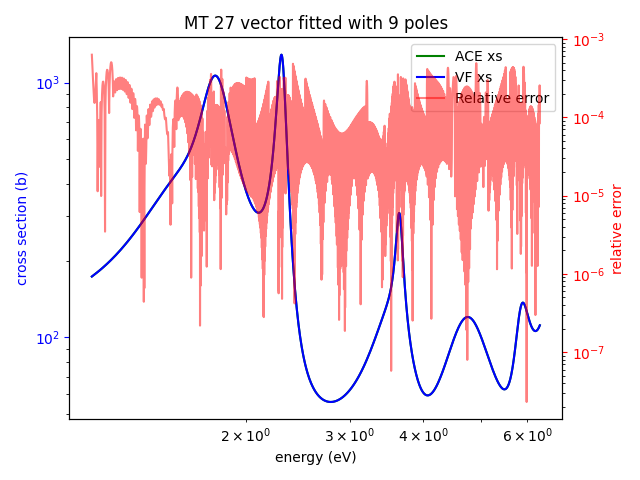 MT 27 vector fitted with 9 poles
ACE xs
VF xs
Relative error
10³
10²
cross section (b)
10⁻³
10⁻⁴
10⁻⁵
10⁻⁶
10⁻⁷
relative error
2 × 10⁰
3 × 10⁰
4 × 10⁰
6 × 10⁰
energy (eV)